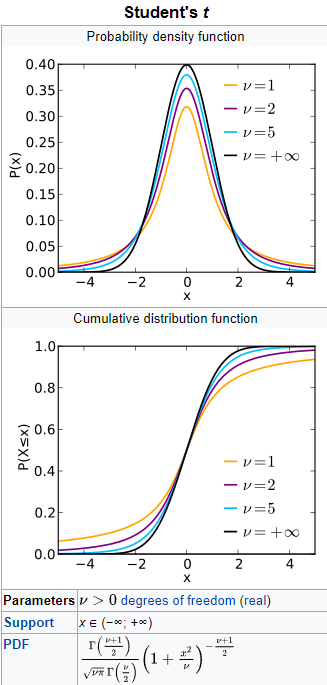 Student's t
Probability density function
0.40
0.35
0.30
0.25
0.20
0.15
0.10
0.05
0.00
P(x)
−4 −2 0 2 4
x
ν=1
ν=2
ν=5
ν=+∞
Cumulative distribution function
1.0
0.8
0.6
0.4
0.2
0.0
P(X≤x)
−4 −2 0 2 4
x
ν=1
ν=2
ν=5
ν=+∞
Parameters ν > 0 degrees of freedom (real)
Support x ∈ (−∞; +∞)
PDF Γ((ν+1)/2) / (√νπ Γ(ν/2)) (1 + x²/ν)^(−(ν+1)/2)